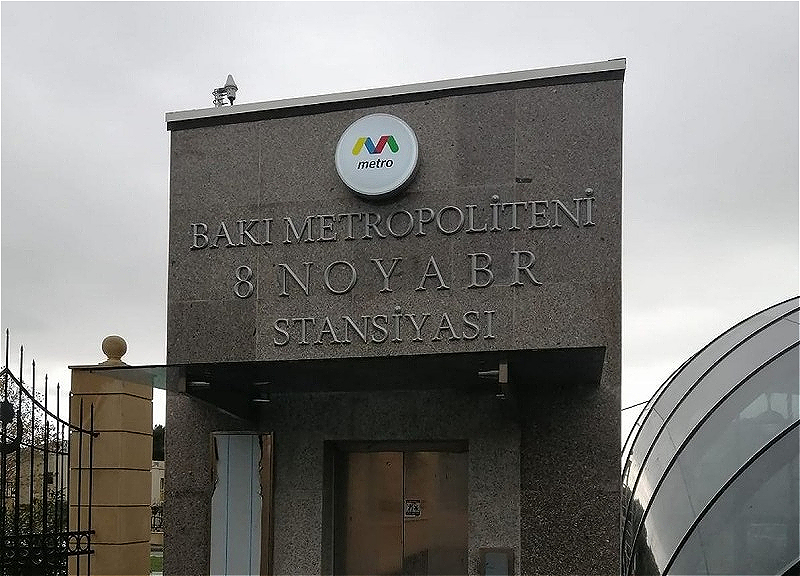 metro
BAKI METROPOLİTENİ
8 NOYABR
STANSİYASI